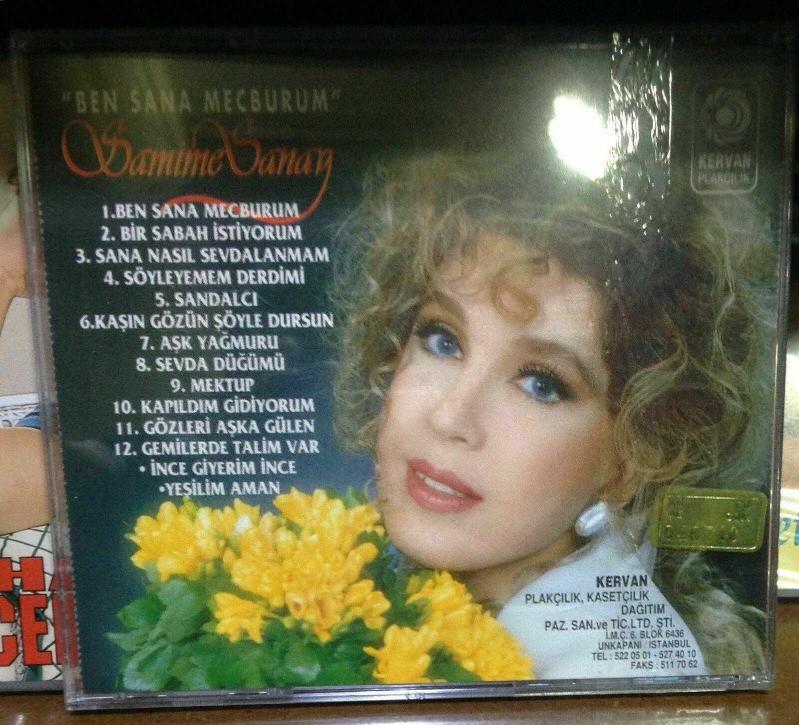 "BEN SANA MECBURUM"
Samime Sanay
KERVAN
PLAKÇILIK
1.BEN SANA MECBURUM
2. BİR SABAH İSTİYORUM
3. SANA NASIL SEVDALANMAM
4. SÖYLEYEMEM DERDİMİ
5. SANDALCI
6.KAŞIN GÖZÜN ŞÖYLE DURSUN
7. AŞK YAĞMURU
8. SEVDA DÜĞÜMÜ
9. MEKTUP
10. KAPILDIM GİDİYORUM
11. GÖZLERİ AŞKA GÜLEN
12. GEMİLERDE TALİM VAR
• İNCE GİYERİM İNCE
•YEŞİLİM AMAN
KERVAN
PLAKÇILIK, KASETÇİLİK
DAĞITIM
PAZ. SAN.ve TİC.LTD. ŞTİ.
İ.M.Ç. 6. BLOK 6436
UNKAPANI / İSTANBUL
TEL : 522 05 01 - 527 40 10
FAKS : 511 70 62